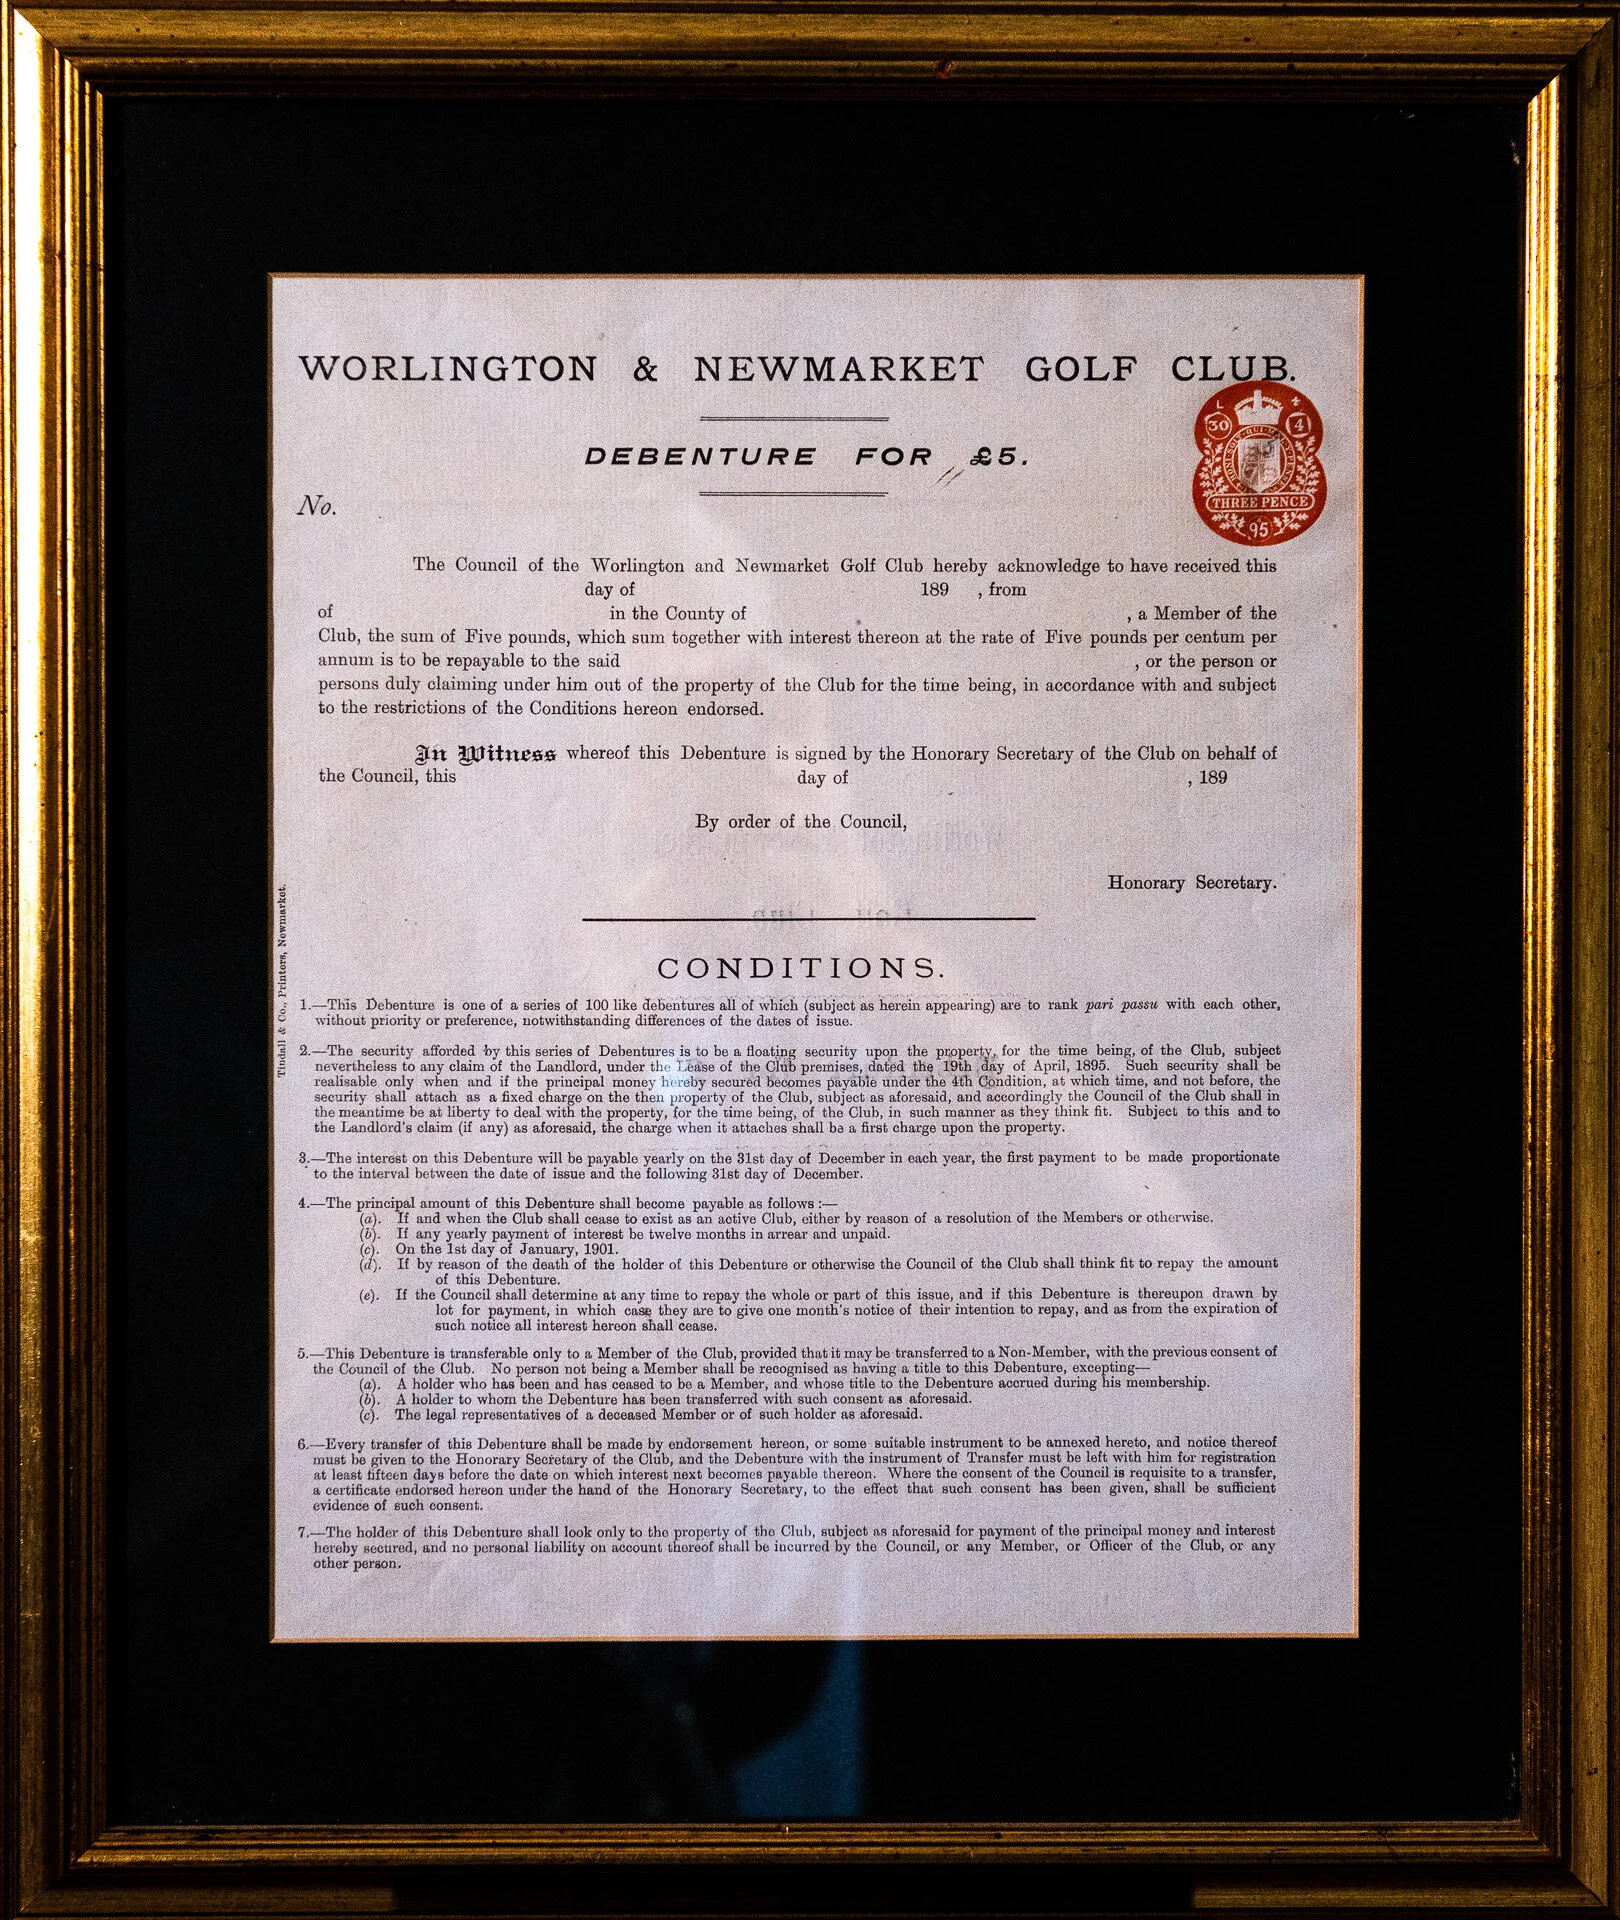 WORLINGTON & NEWMARKET GOLF CLUB.
DEBENTURE FOR £5.
L N
30 4
THREE PENCE
95
No.
The Council of the Worlington and Newmarket Golf Club hereby acknowledge to have received this
day of 189 , from
of in the County of , a Member of the
Club, the sum of Five pounds, which sum together with interest thereon at the rate of Five pounds per centum per
annum is to be repayable to the said , or the person or
persons duly claiming under him out of the property of the Club for the time being, in accordance with and subject
to the restrictions of the Conditions hereon endorsed.
In Witness whereof this Debenture is signed by the Honorary Secretary of the Club on behalf of
the Council, this day of , 189
By order of the Council,
Honorary Secretary.
Tindall & Co., Printers, Newmarket.
CONDITIONS.
1.—This Debenture is one of a series of 100 like debentures all of which (subject as herein appearing) are to rank pari passu with each other,
without priority or preference, notwithstanding differences of the dates of issue.
2.—The security afforded by this series of Debentures is to be a floating security upon the property, for the time being, of the Club, subject
nevertheless to any claim of the Landlord, under the Lease of the Club premises, dated the 19th day of April, 1895. Such security shall be
realisable only when and if the principal money hereby secured becomes payable under the 4th Condition, at which time, and not before, the
security shall attach as a fixed charge on the then property of the Club, subject as aforesaid, and accordingly the Council of the Club shall in
the meantime be at liberty to deal with the property, for the time being, of the Club, in such manner as they think fit. Subject to this and to
the Landlord's claim (if any) as aforesaid, the charge when it attaches shall be a first charge upon the property.
3.—The interest on this Debenture will be payable yearly on the 31st day of December in each year, the first payment to be made proportionate
to the interval between the date of issue and the following 31st day of December.
4.—The principal amount of this Debenture shall become payable as follows :—
(a). If and when the Club shall cease to exist as an active Club, either by reason of a resolution of the Members or otherwise.
(b). If any yearly payment of interest be twelve months in arrear and unpaid.
(c). On the 1st day of January, 1901.
(d). If by reason of the death of the holder of this Debenture or otherwise the Council of the Club shall think fit to repay the amount
of this Debenture.
(e). If the Council shall determine at any time to repay the whole or part of this issue, and if this Debenture is thereupon drawn by
lot for payment, in which case they are to give one month's notice of their intention to repay, and as from the expiration of
such notice all interest hereon shall cease.
5.—This Debenture is transferable only to a Member of the Club, provided that it may be transferred to a Non-Member, with the previous consent of
the Council of the Club. No person not being a Member shall be recognised as having a title to this Debenture, excepting—
(a). A holder who has been and has ceased to be a Member, and whose title to the Debenture accrued during his membership.
(b). A holder to whom the Debenture has been transferred with such consent as aforesaid.
(c). The legal representatives of a deceased Member or of such holder as aforesaid.
6.—Every transfer of this Debenture shall be made by endorsement hereon, or some suitable instrument to be annexed hereto, and notice thereof
must be given to the Honorary Secretary of the Club, and the Debenture with the instrument of Transfer must be left with him for registration
at least fifteen days before the date on which interest next becomes payable thereon. Where the consent of the Council is requisite to a transfer,
a certificate endorsed hereon under the hand of the Honorary Secretary, to the effect that such consent has been given, shall be sufficient
evidence of such consent.
7.—The holder of this Debenture shall look only to the property of the Club, subject as aforesaid for payment of the principal money and interest
hereby secured, and no personal liability on account thereof shall be incurred by the Council, or any Member, or Officer of the Club, or any
other person.